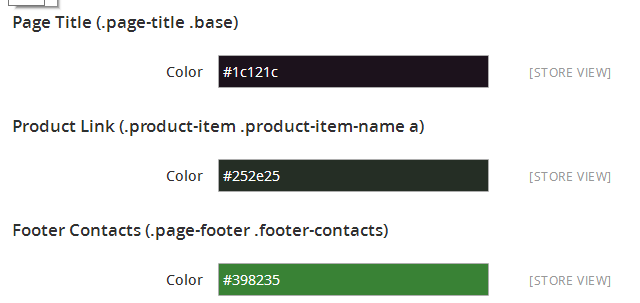 Page Title (.page-title .base)
Color #1c121c [STORE VIEW]
Product Link (.product-item .product-item-name a)
Color #252e25 [STORE VIEW]
Footer Contacts (.page-footer .footer-contacts)
Color #398235 [STORE VIEW]